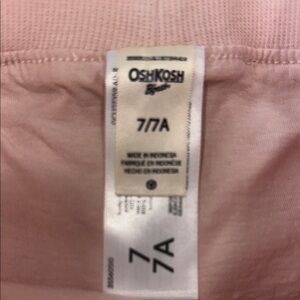 OSHKOSH
B'gosh
7/7A
MADE IN INDONESIA
FABRIQUÉ EN INDONÉSIE
HECHO EN INDONESIA
7
7A